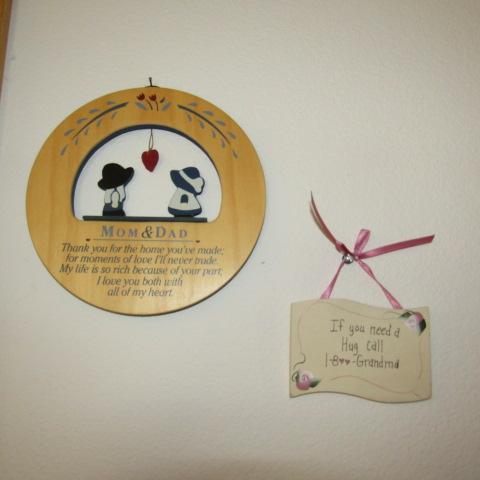 MOM & DAD
Thank you for the home you've made;
for moments of love I'll never trade.
My life is so rich because of your part;
I love you both with
all of my heart.
If you need a
Hug Call
1-8♥♥-Grandma